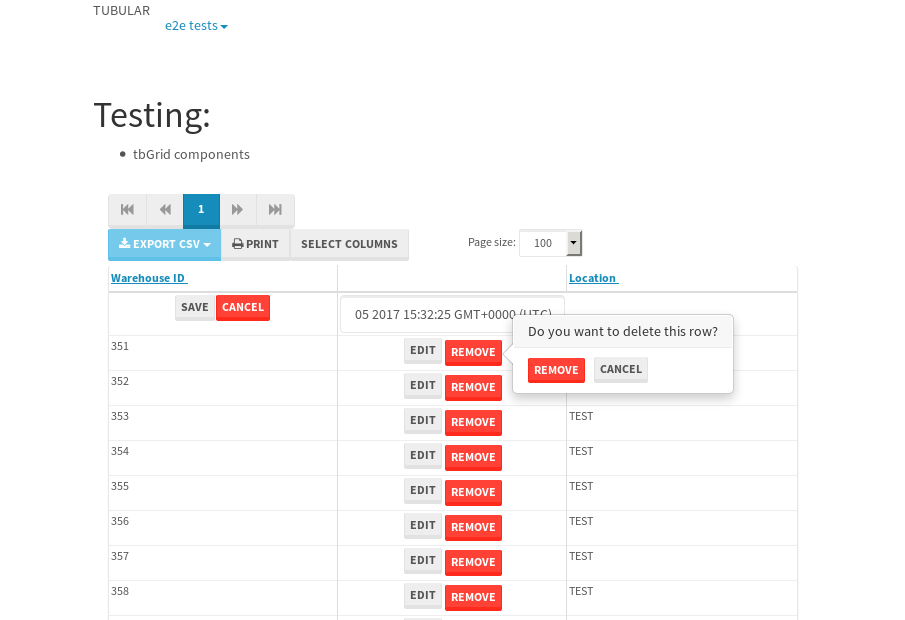 TUBULAR
e2e tests
Testing:
tbGrid components
1
EXPORT CSV PRINT SELECT COLUMNS Page size: 100
Warehouse ID Location
SAVE CANCEL 05 2017 15:32:25 GMT+0000 (UTC)
Do you want to delete this row?
351 EDIT REMOVE
REMOVE CANCEL
352 EDIT REMOVE
353 EDIT REMOVE TEST
354 EDIT REMOVE TEST
355 EDIT REMOVE TEST
356 EDIT REMOVE TEST
357 EDIT REMOVE TEST
358 EDIT REMOVE TEST